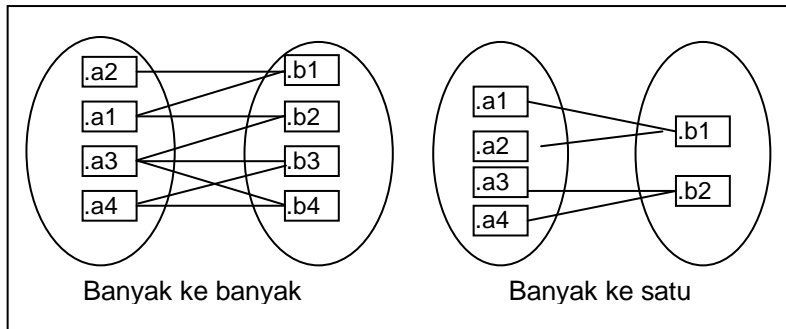 .a2
.a1
.a3
.a4
.b1
.b2
.b3
.b4
Banyak ke banyak
.a1
.a2
.a3
.a4
.b1
.b2
Banyak ke satu